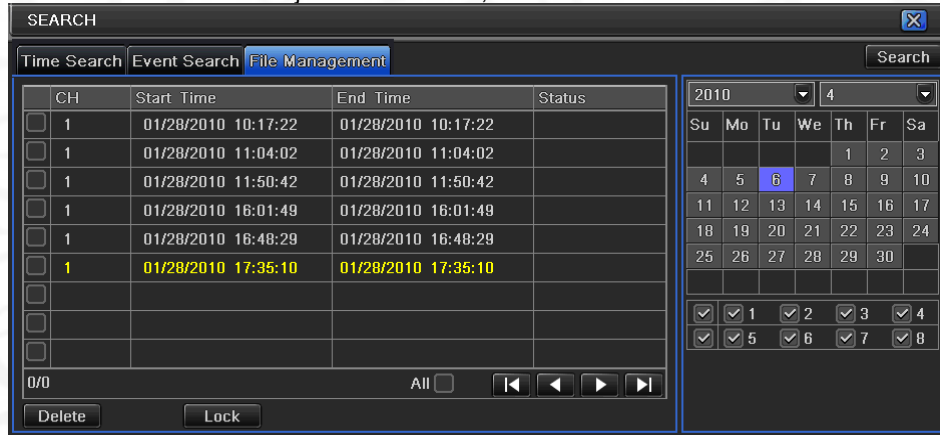 SEARCH
Time Search Event Search File Management Search
CH Start Time End Time Status
1 01/28/2010 10:17:22 01/28/2010 10:17:22
1 01/28/2010 11:04:02 01/28/2010 11:04:02
1 01/28/2010 11:50:42 01/28/2010 11:50:42
1 01/28/2010 16:01:49 01/28/2010 16:01:49
1 01/28/2010 16:48:29 01/28/2010 16:48:29
1 01/28/2010 17:35:10 01/28/2010 17:35:10
0/0 All
Delete Lock
2010 4
Su Mo Tu We Th Fr Sa
1 2 3
4 5 6 7 8 9 10
11 12 13 14 15 16 17
18 19 20 21 22 23 24
25 26 27 28 29 30
1 2 3 4
5 6 7 8